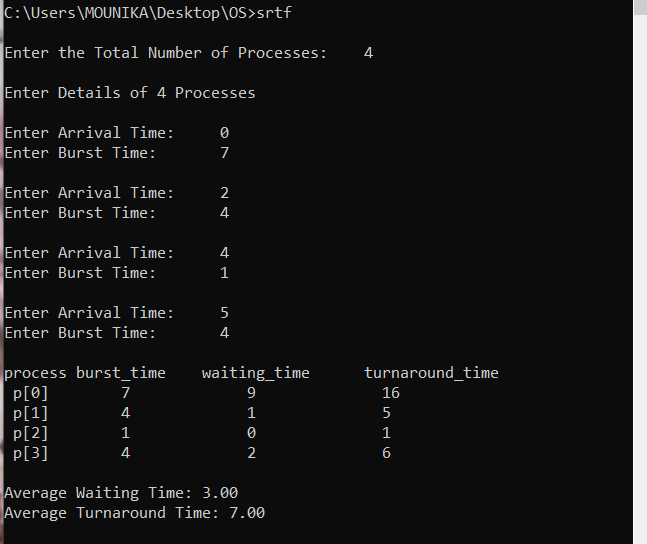 C:\Users\MOUNIKA\Desktop\OS>srtf
Enter the Total Number of Processes:    4
Enter Details of 4 Processes
Enter Arrival Time:     0
Enter Burst Time:       7
Enter Arrival Time:     2
Enter Burst Time:       4
Enter Arrival Time:     4
Enter Burst Time:       1
Enter Arrival Time:     5
Enter Burst Time:       4
process burst_time    waiting_time      turnaround_time
 p[0]        7             9              16
 p[1]        4             1              5
 p[2]        1             0              1
 p[3]        4             2              6
Average Waiting Time: 3.00
Average Turnaround Time: 7.00